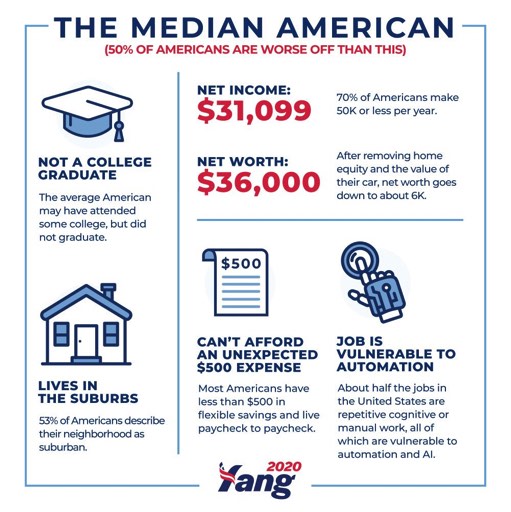 THE MEDIAN AMERICAN
(50% OF AMERICANS ARE WORSE OFF THAN THIS)
NOT A COLLEGE
GRADUATE
The average American
may have attended
some college, but did
not graduate.
LIVES IN
THE SUBURBS
53% of Americans describe
their neighborhood as
suburban.
NET INCOME:
$31,099
70% of Americans make
50K or less per year.
NET WORTH:
$36,000
After removing home
equity and the value of
their car, net worth goes
down to about 6K.
$500
CAN'T AFFORD
AN UNEXPECTED
$500 EXPENSE
Most Americans have
less than $500 in
flexible savings and live
paycheck to paycheck.
JOB IS
VULNERABLE TO
AUTOMATION
About half the jobs in
the United States are
repetitive cognitive or
manual work, all of
which are vulnerable to
automation and AI.
2020
Yang